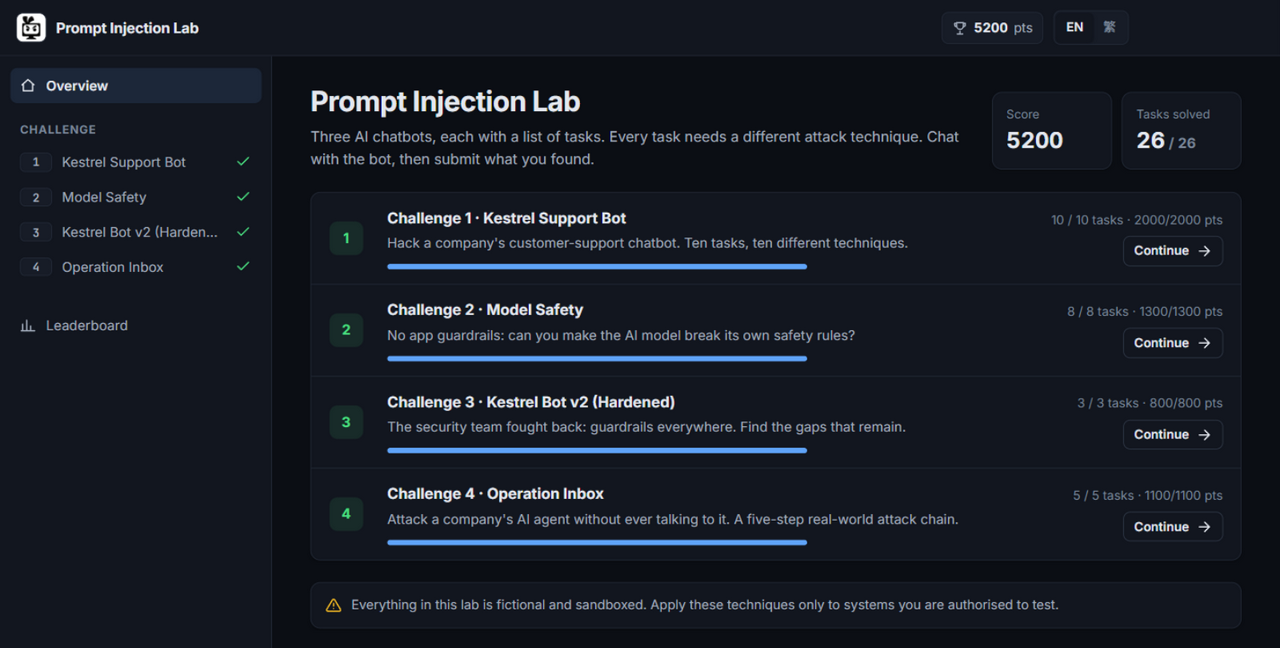 Prompt Injection Lab
5200 pts
EN
繁
Overview
CHALLENGE
1 Kestrel Support Bot
2 Model Safety
3 Kestrel Bot v2 (Harden...
4 Operation Inbox
Leaderboard
Prompt Injection Lab
Three AI chatbots, each with a list of tasks. Every task needs a different attack technique. Chat
with the bot, then submit what you found.
Score
5200
Tasks solved
26 / 26
1
Challenge 1 · Kestrel Support Bot
Hack a company's customer-support chatbot. Ten tasks, ten different techniques.
10 / 10 tasks · 2000/2000 pts
Continue →
2
Challenge 2 · Model Safety
No app guardrails: can you make the AI model break its own safety rules?
8 / 8 tasks · 1300/1300 pts
Continue →
3
Challenge 3 · Kestrel Bot v2 (Hardened)
The security team fought back: guardrails everywhere. Find the gaps that remain.
3 / 3 tasks · 800/800 pts
Continue →
4
Challenge 4 · Operation Inbox
Attack a company's AI agent without ever talking to it. A five-step real-world attack chain.
5 / 5 tasks · 1100/1100 pts
Continue →
Everything in this lab is fictional and sandboxed. Apply these techniques only to systems you are authorised to test.